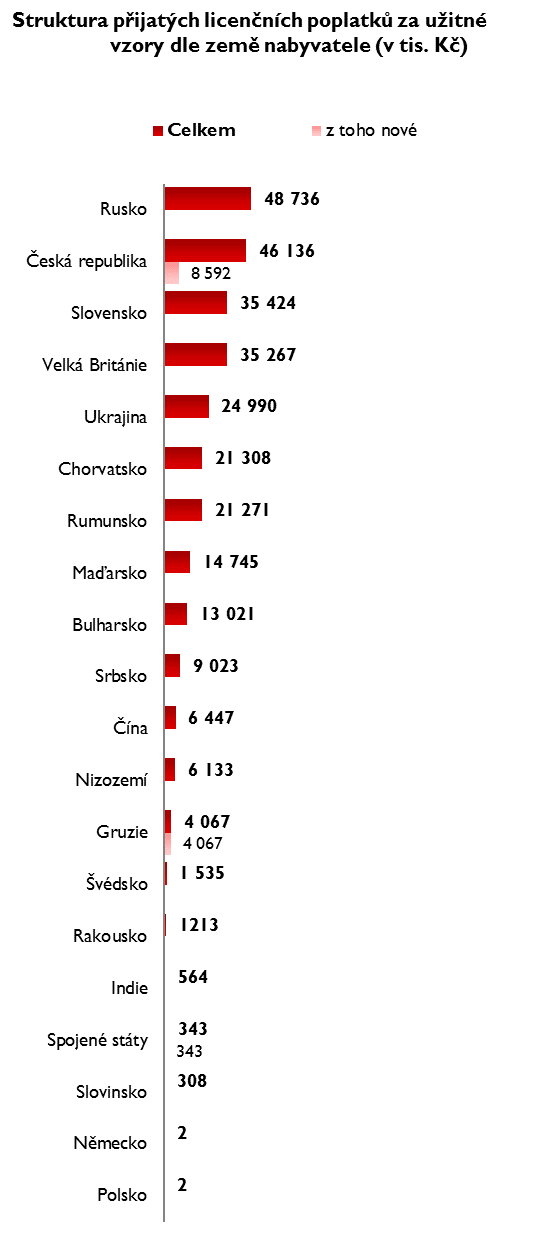 Struktura přijatých licenčních poplatků za užitné
vzory dle země nabyvatele (v tis. Kč)
Celkem z toho nové
Rusko 48 736
Česká republika 46 136
8 592
Slovensko 35 424
Velká Británie 35 267
Ukrajina 24 990
Chorvatsko 21 308
Rumunsko 21 271
Maďarsko 14 745
Bulharsko 13 021
Srbsko 9 023
Čína 6 447
Nizozemí 6 133
Gruzie 4 067
4 067
Švédsko 1 535
Rakousko 1213
Indie 564
Spojené státy 343
343
Slovinsko 308
Německo 2
Polsko 2